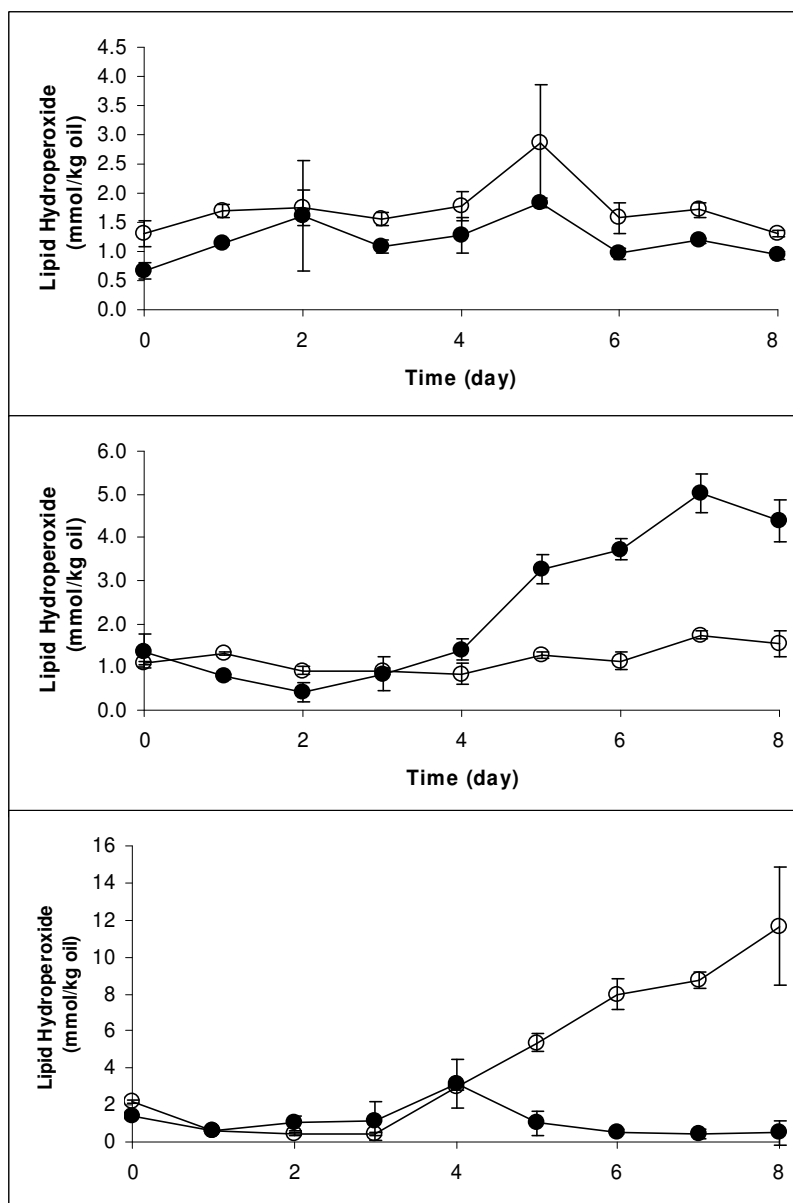 Lipid Hydroperoxide
(mmol/kg oil)
4.5
4.0
3.5
3.0
2.5
2.0
1.5
1.0
0.5
0.0
0 2 4 6 8
Time (day)
Lipid Hydroperoxide
(mmol/kg oil)
6.0
5.0
4.0
3.0
2.0
1.0
0.0
0 2 4 6 8
Time (day)
Lipid Hydroperoxide
(mmol/kg oil)
16
14
12
10
8
6
4
2
0
0 2 4 6 8